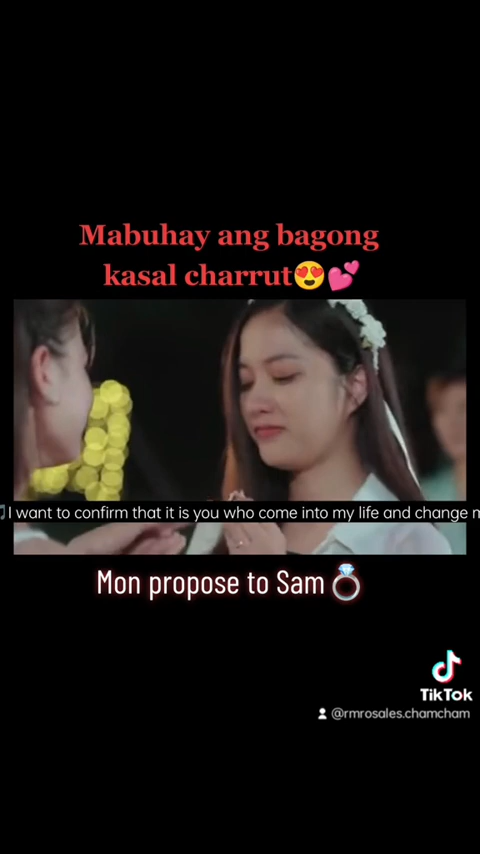 Mabuhay ang bagong
kasal charrut😍💕
I want to confirm that it is you who come into my life and change m
Mon propose to Sam💍
TikTok
@rmrosales.chamcham